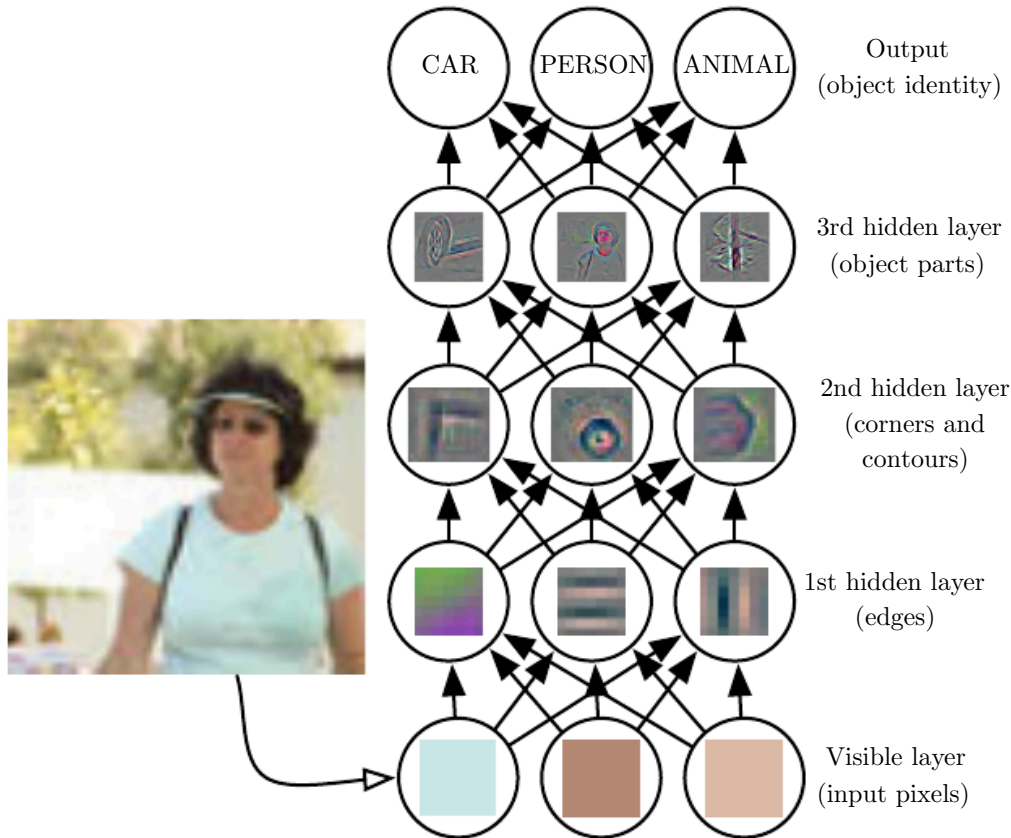 CAR
PERSON
ANIMAL
Output
(object identity)
3rd hidden layer
(object parts)
2nd hidden layer
(corners and
contours)
1st hidden layer
(edges)
Visible layer
(input pixels)